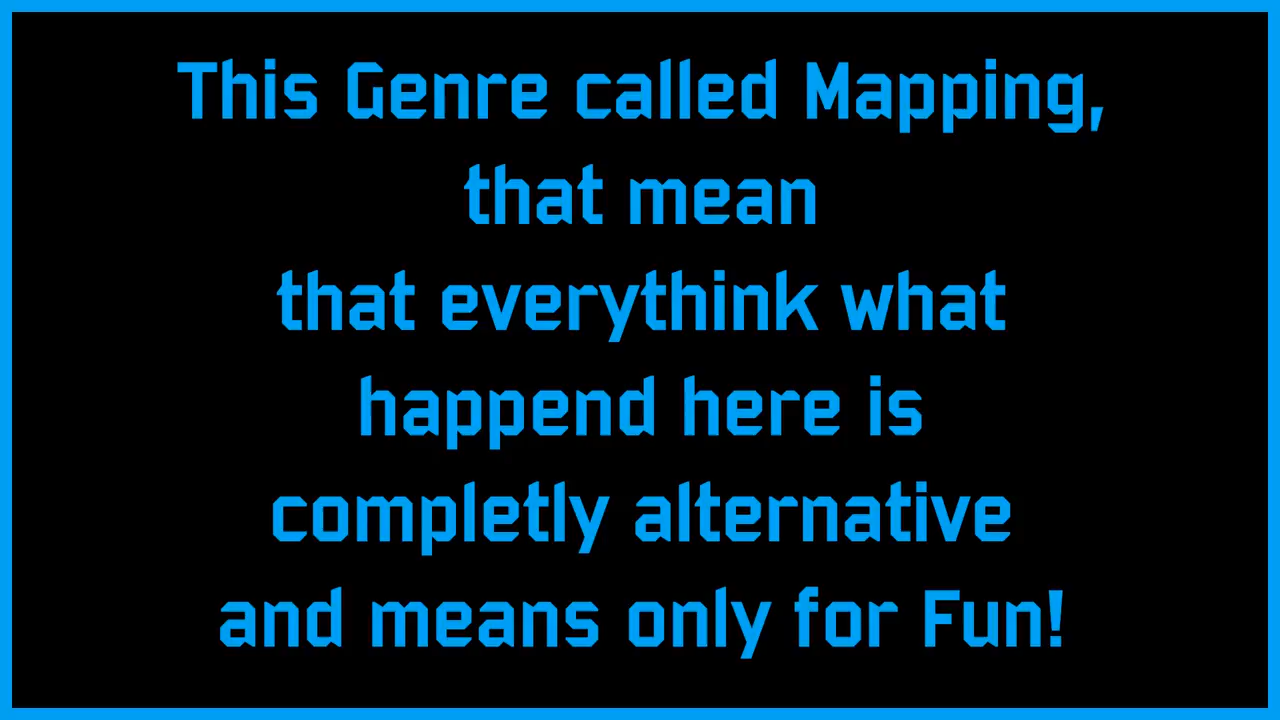 This Genre called Mapping,
that mean
that everythink what
happend here is
completly alternative
and means only for Fun!